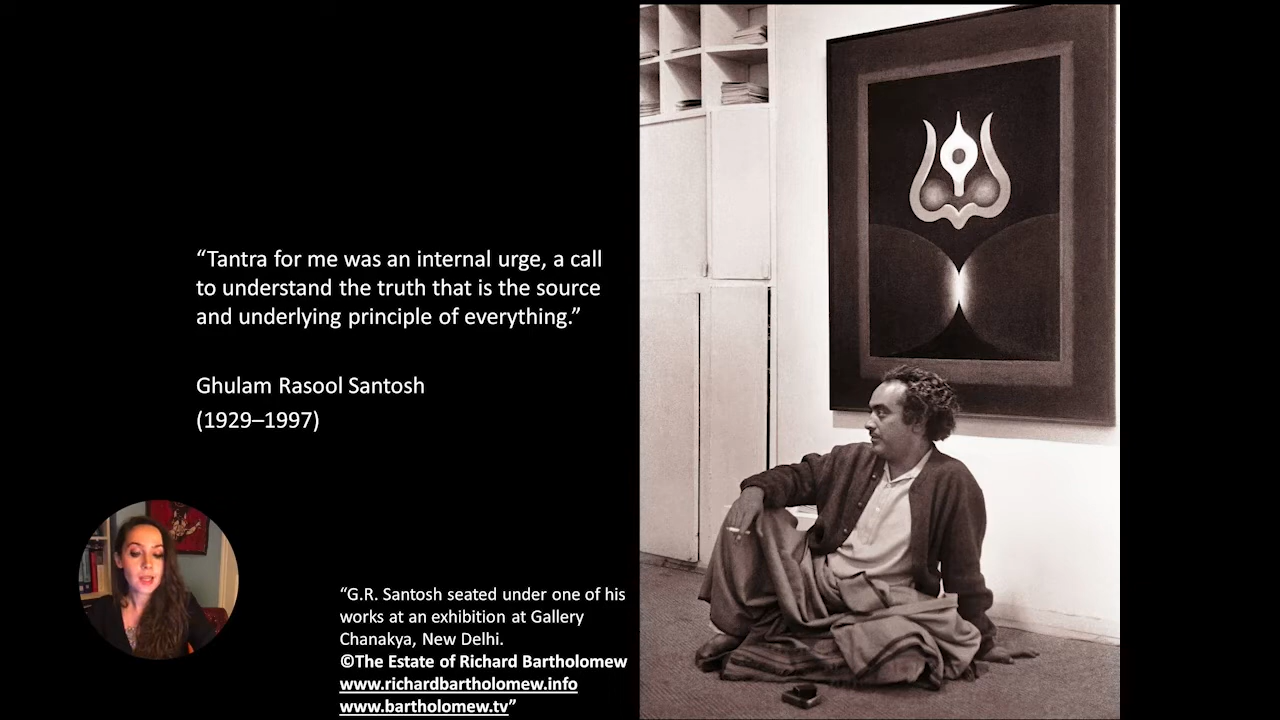 “Tantra for me was an internal urge, a call
to understand the truth that is the source
and underlying principle of everything.”
Ghulam Rasool Santosh
(1929–1997)
“G.R. Santosh seated under one of his
works at an exhibition at Gallery
Chanakya, New Delhi.
©The Estate of Richard Bartholomew
www.richardbartholomew.info
www.bartholomew.tv”